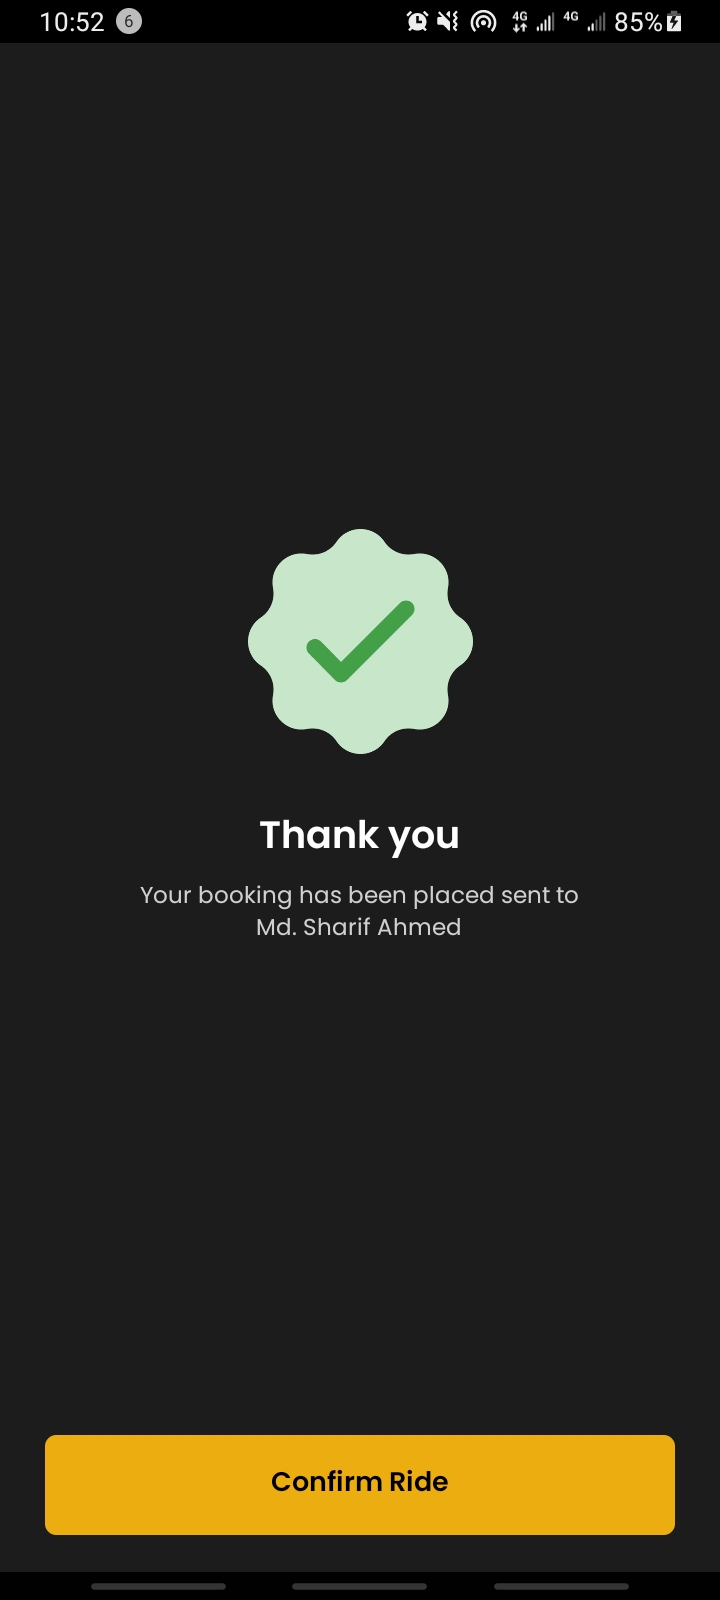 10:52 6 4G 4G 85%
Thank you
Your booking has been placed sent to
Md. Sharif Ahmed
Confirm Ride